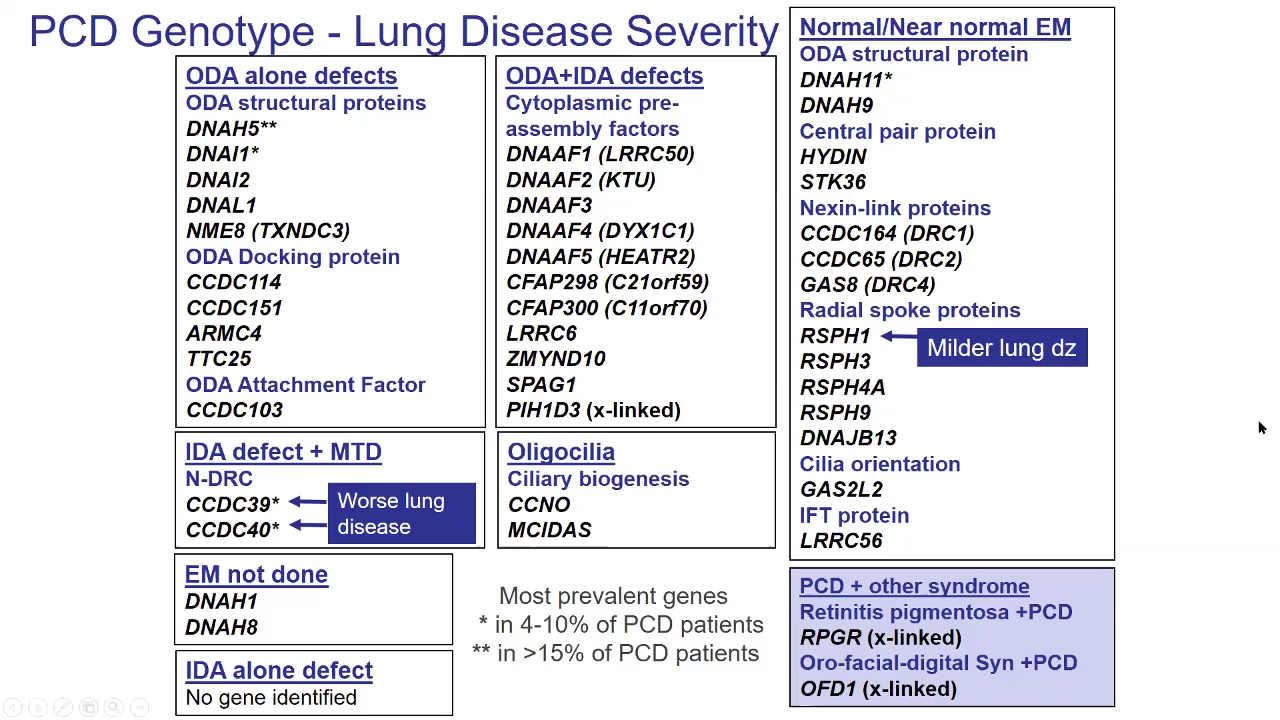 PCD Genotype - Lung Disease Severity
ODA alone defects
ODA structural proteins
DNAH5**
DNAI1*
DNAI2
DNAL1
NME8 (TXNDC3)
ODA Docking protein
CCDC114
CCDC151
ARMC4
TTC25
ODA Attachment Factor
CCDC103
IDA defect + MTD
N-DRC
CCDC39*
CCDC40*
Worse lung
disease
EM not done
DNAH1
DNAH8
IDA alone defect
No gene identified
ODA+IDA defects
Cytoplasmic pre-
assembly factors
DNAAF1 (LRRC50)
DNAAF2 (KTU)
DNAAF3
DNAAF4 (DYX1C1)
DNAAF5 (HEATR2)
CFAP298 (C21orf59)
CFAP300 (C11orf70)
LRRC6
ZMYND10
SPAG1
PIH1D3 (x-linked)
Oligocilia
Ciliary biogenesis
CCNO
MCIDAS
Most prevalent genes
* in 4-10% of PCD patients
** in >15% of PCD patients
Normal/Near normal EM
ODA structural protein
DNAH11*
DNAH9
Central pair protein
HYDIN
STK36
Nexin-link proteins
CCDC164 (DRC1)
CCDC65 (DRC2)
GAS8 (DRC4)
Radial spoke proteins
RSPH1
Milder lung dz
RSPH3
RSPH4A
RSPH9
DNAJB13
Cilia orientation
GAS2L2
IFT protein
LRRC56
PCD + other syndrome
Retinitis pigmentosa +PCD
RPGR (x-linked)
Oro-facial-digital Syn +PCD
OFD1 (x-linked)